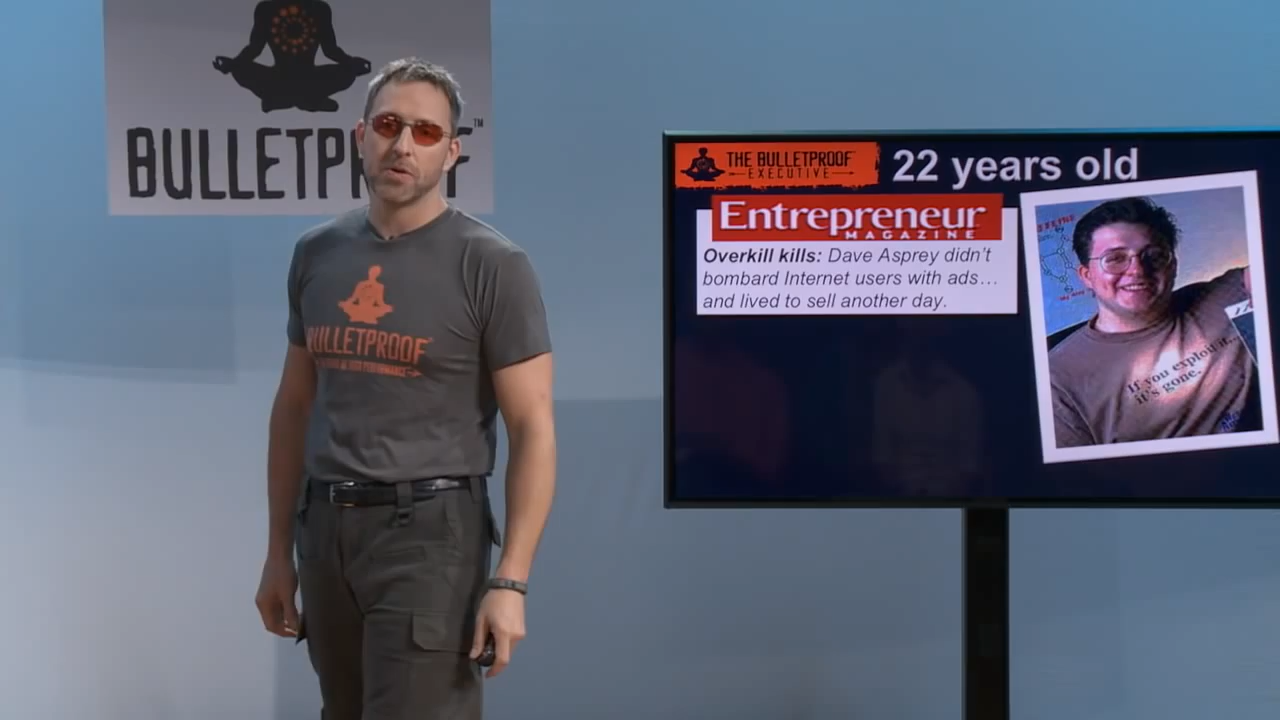 BULLETPROOF™
BULLETPROOF
THE BULLETPROOF
EXECUTIVE
22 years old
Entrepreneur
MAGAZINE
Overkill kills: Dave Asprey didn't
bombard Internet users with ads...
and lived to sell another day.
If you exploit it...
it's gone.